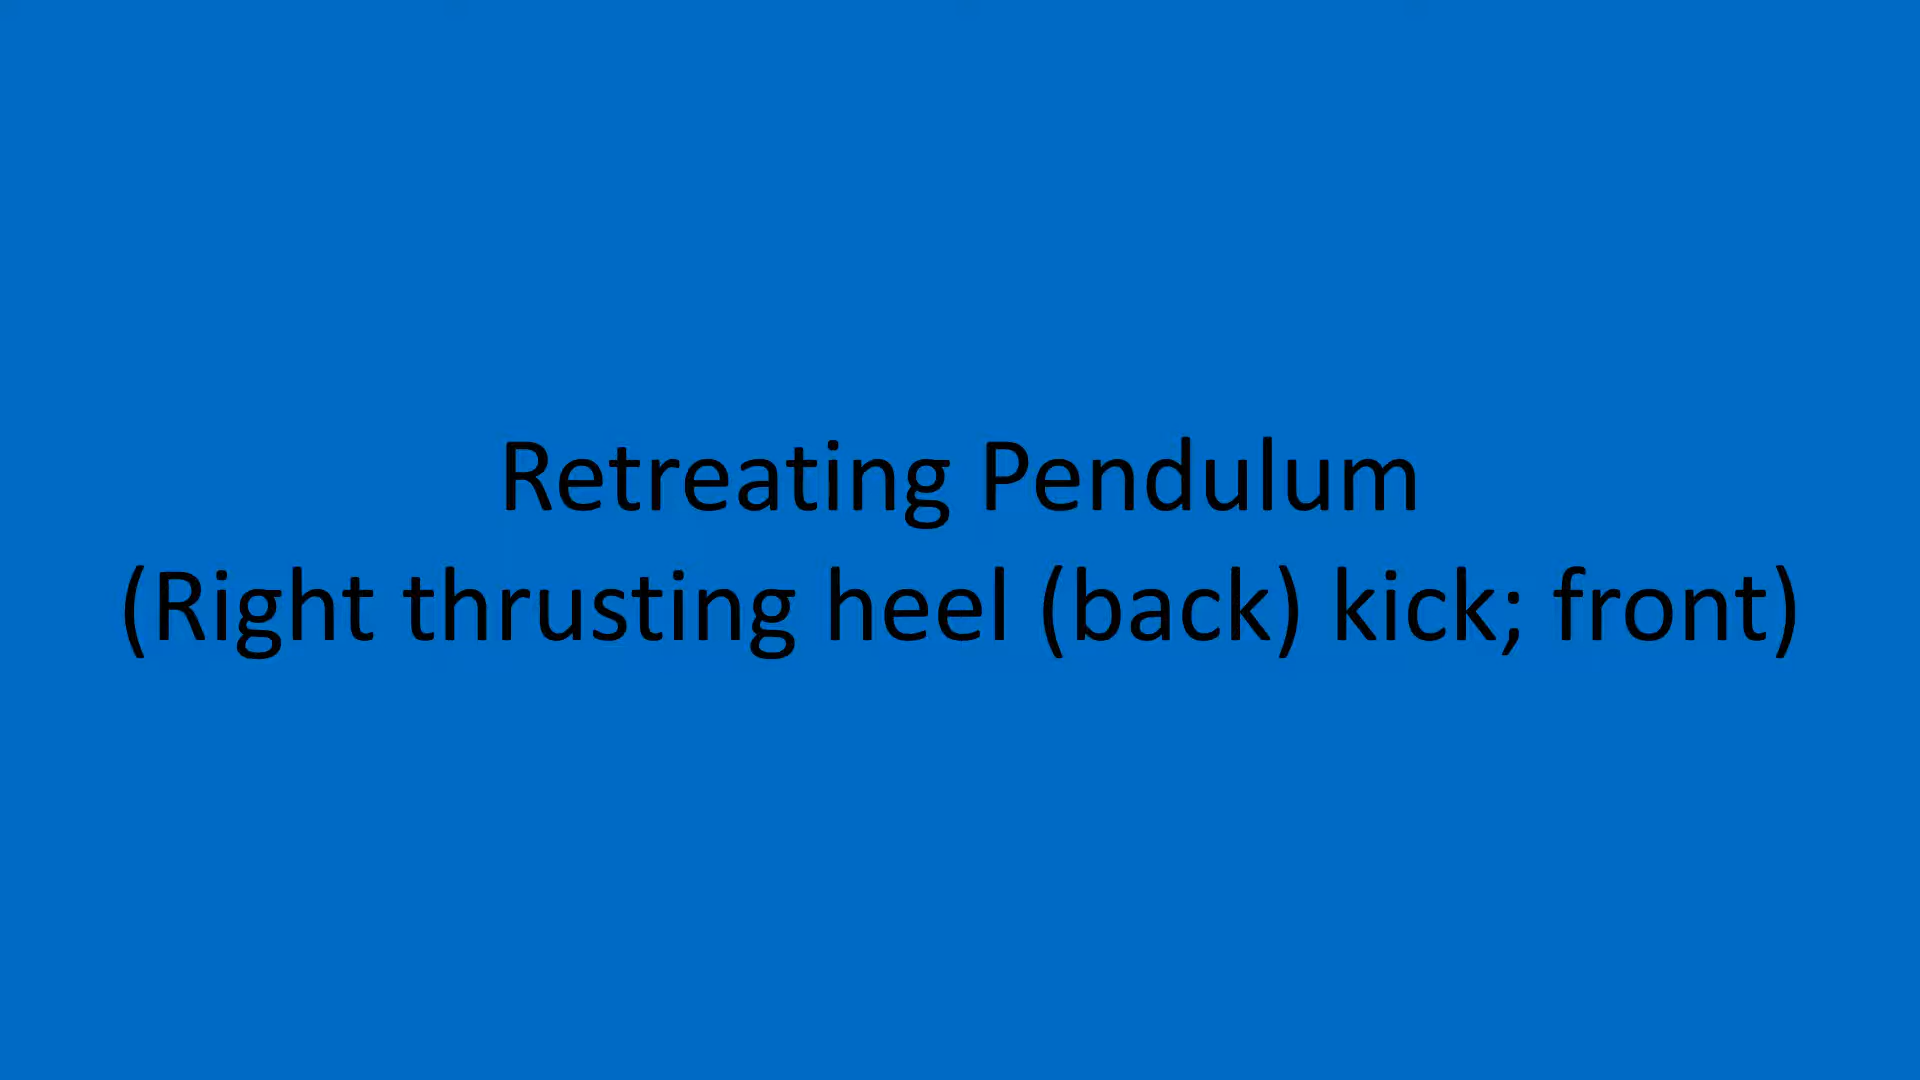 Retreating Pendulum
(Right thrusting heel (back) kick; front)